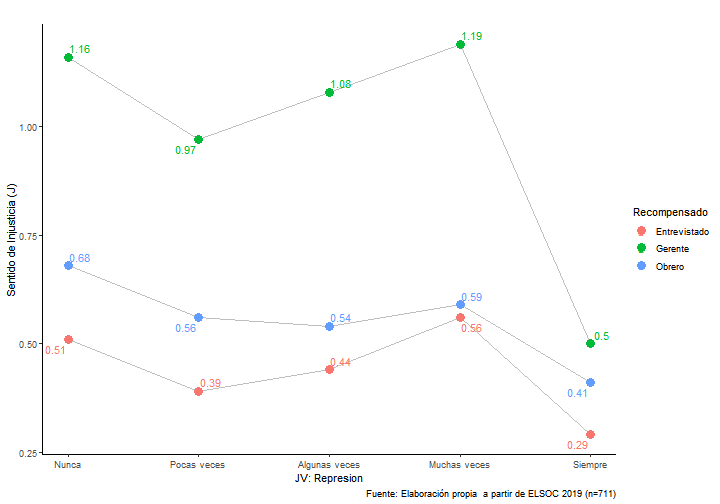 1.16
0.97
1.08
1.19
0.5
0.68
0.56
0.54
0.59
0.41
0.51
0.39
0.44
0.56
0.29
1.00
0.75
0.50
0.25
Sentido de Injusticia (J)
Nunca
Pocas veces
Algunas veces
Muchas veces
Siempre
JV: Represion
Recompensado
Entrevistado
Gerente
Obrero
Fuente: Elaboración propia  a partir de ELSOC 2019 (n=711)